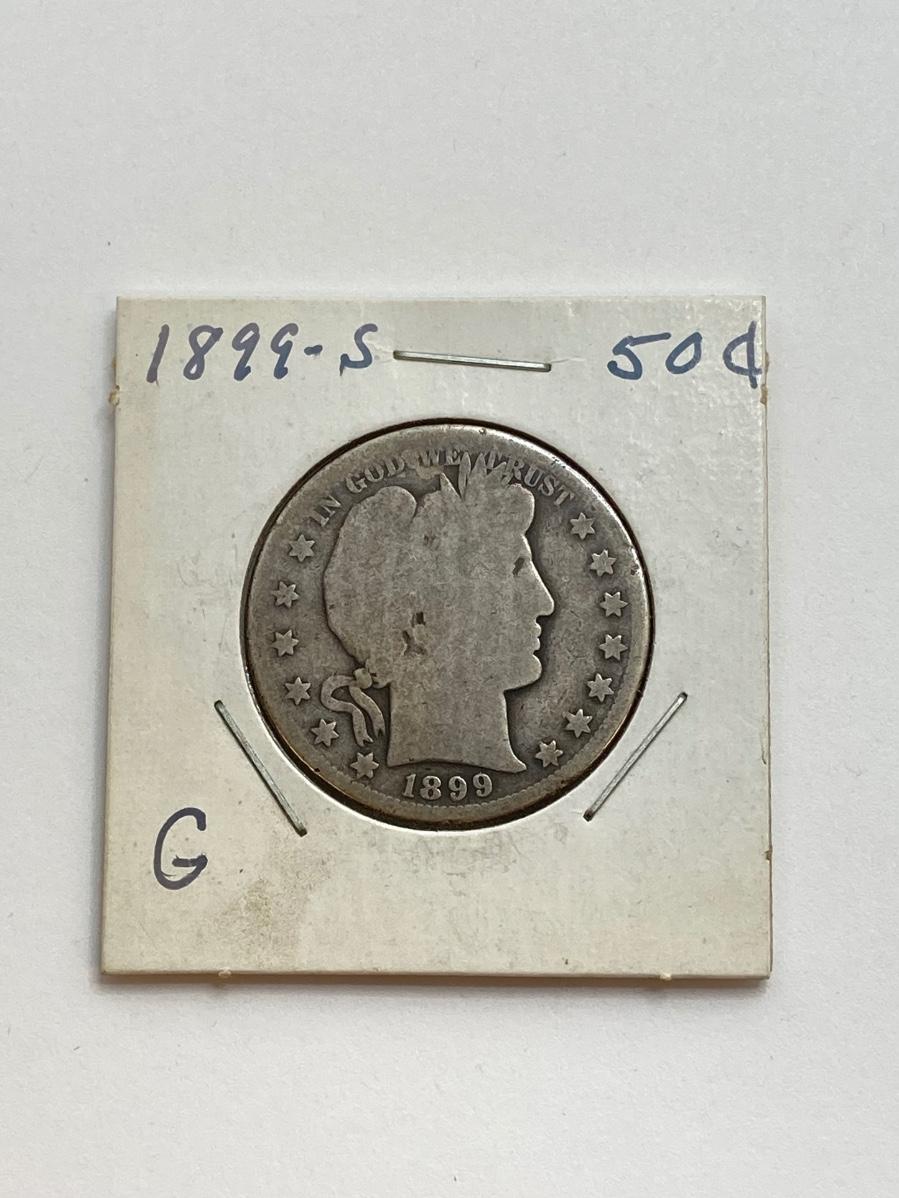 1899-S 50¢
IN GOD WE TRUST
1899
G